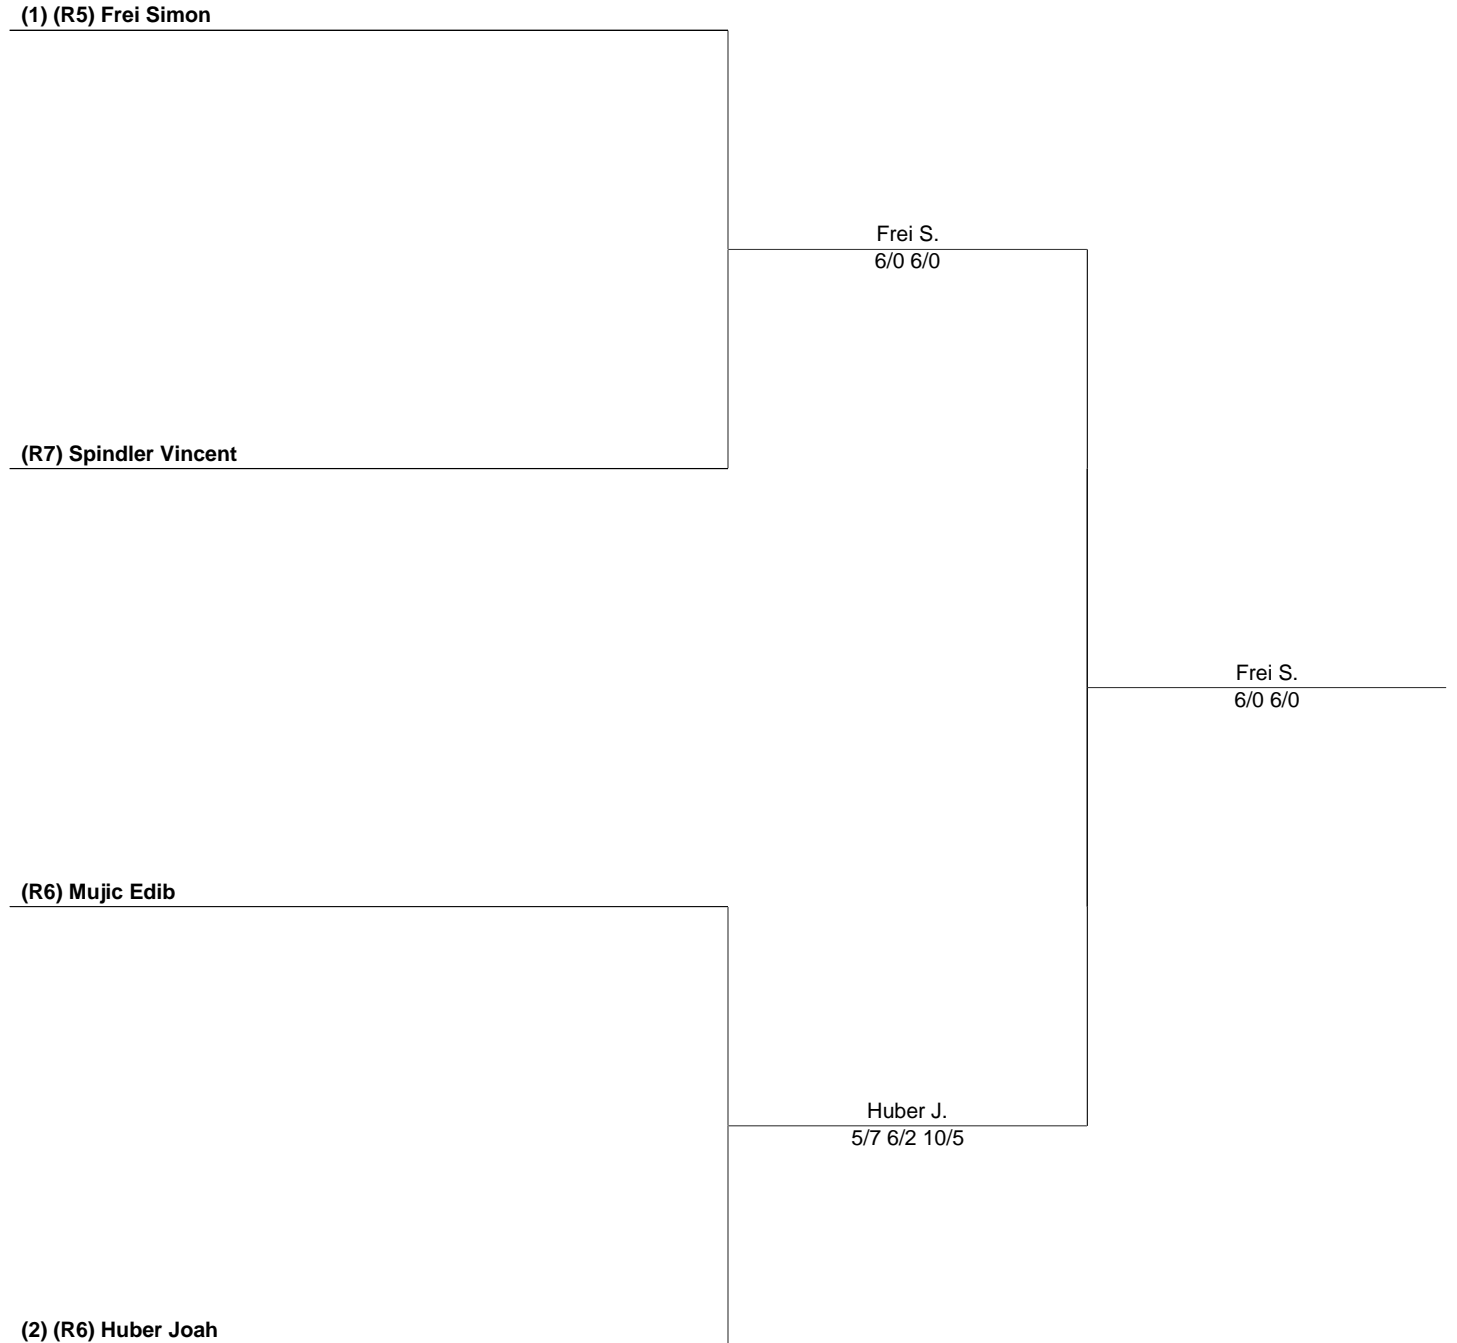 (1) (R5) Frei Simon
Frei S.
6/0 6/0
(R7) Spindler Vincent
Frei S.
6/0 6/0
(R6) Mujic Edib
Huber J.
5/7 6/2 10/5
(2) (R6) Huber Joah